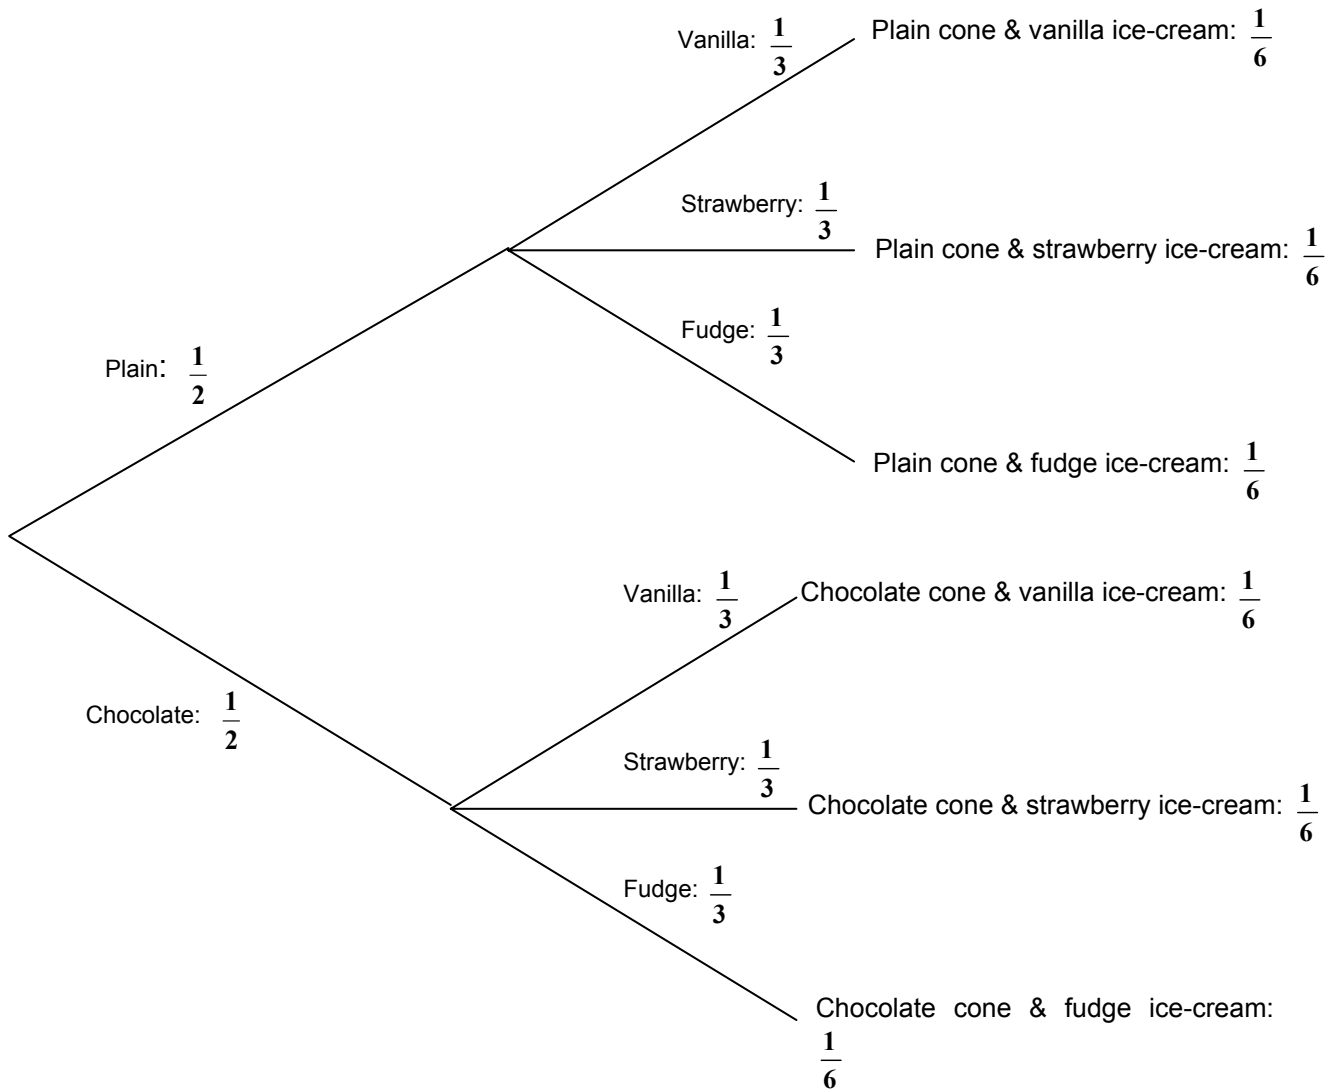 Vanilla: 1/3
Plain cone & vanilla ice-cream: 1/6
Strawberry: 1/3
Plain cone & strawberry ice-cream: 1/6
Fudge: 1/3
Plain: 1/2
Plain cone & fudge ice-cream: 1/6
Vanilla: 1/3
Chocolate cone & vanilla ice-cream: 1/6
Chocolate: 1/2
Strawberry: 1/3
Chocolate cone & strawberry ice-cream: 1/6
Fudge: 1/3
Chocolate cone & fudge ice-cream:
1/6